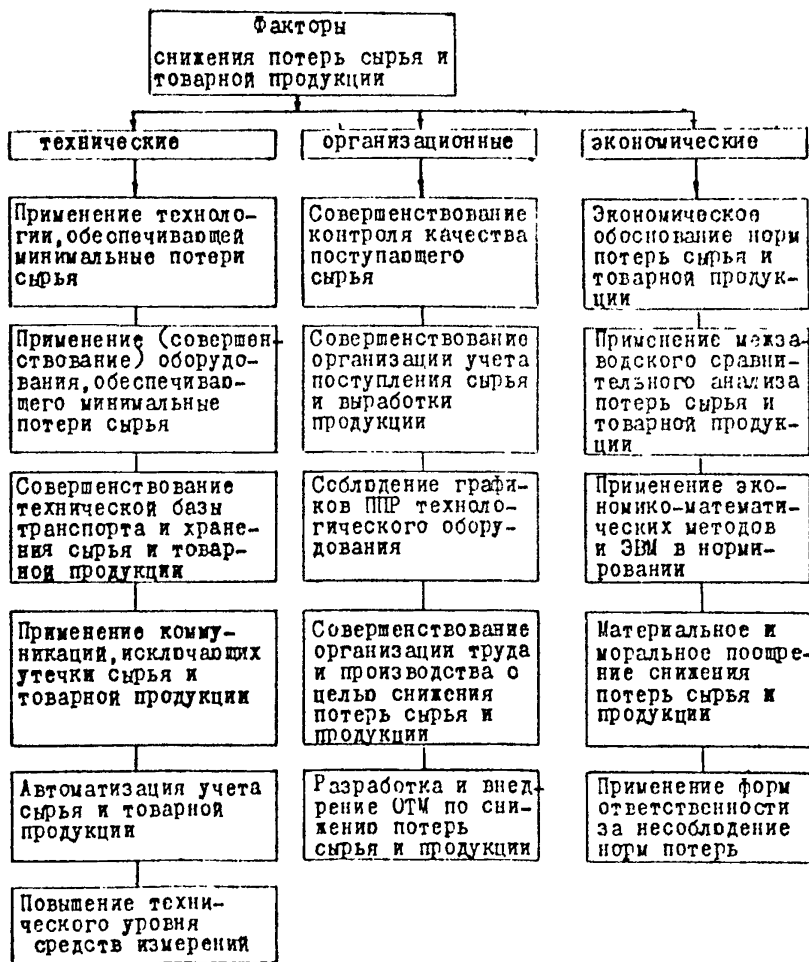 Факторы
снижения потерь сырья и
товарной продукции
технические
организационные
экономические
Применение техноло-
гии,обеспечивающей
минимальные потери
сырья
Применение (совершен-
ствование) оборудо-
вания,обеспечиваю-
щего минимальные
потери сырья
Совершенствование
технической базы
транспорта и хране-
ния сырья и товар-
ной продукции
Применение комму-
никаций,исключающих
утечки сырья и
товарной продукции
Автоматизация учета
сырья и товарной
продукции
Повышение техни-
ческого уровня
средств измерений
Совершенствование
контроля качества
поступающего
сырья
Совершенствование
организации учета
поступления сырья
и выработки
продукции
Соблюдение графи-
ков ППР техноло-
гического обору-
дования
Совершенствование
организации труда
и производства с
целью снижения
потерь сырья и
продукции
Разработка и внед-
рение ОТМ по сни-
жению потерь
сырья и продукции
Экономическое
обоснование норм
потерь сырья и
товарной продук-
ции
Применение межза-
водского сравни-
тельного анализа
потерь сырья и
товарной продук-
ции
Применение эко-
номико-математи-
ческих методов
и ЭВМ в норми-
ровании
Материальное и
моральное поощре-
ние снижения
потерь сырья и
продукции
Применение форм
ответственности
за несоблюдение
норм потерь